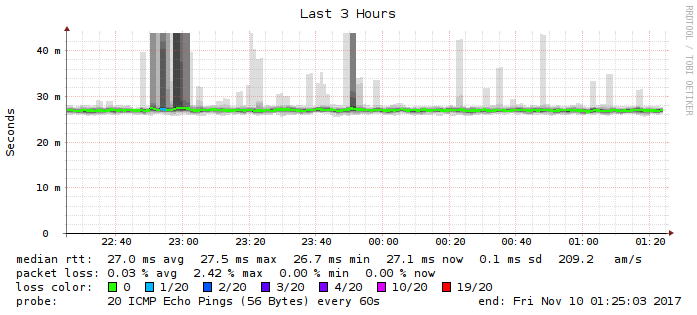 Last 3 Hours
RRDTOOL / TOBI OETIKER
Seconds
40 m
30 m
20 m
10 m
0
22:40 23:00 23:20 23:40 00:00 00:20 00:40 01:00 01:20
median rtt: 27.0 ms avg 27.5 ms max 26.7 ms min 27.1 ms now 0.1 ms sd 209.2 am/s
packet loss: 0.03 % avg 2.42 % max 0.00 % min 0.00 % now
loss color: 0 1/20 2/20 3/20 4/20 10/20 19/20
probe: 20 ICMP Echo Pings (56 Bytes) every 60s end: Fri Nov 10 01:25:03 2017